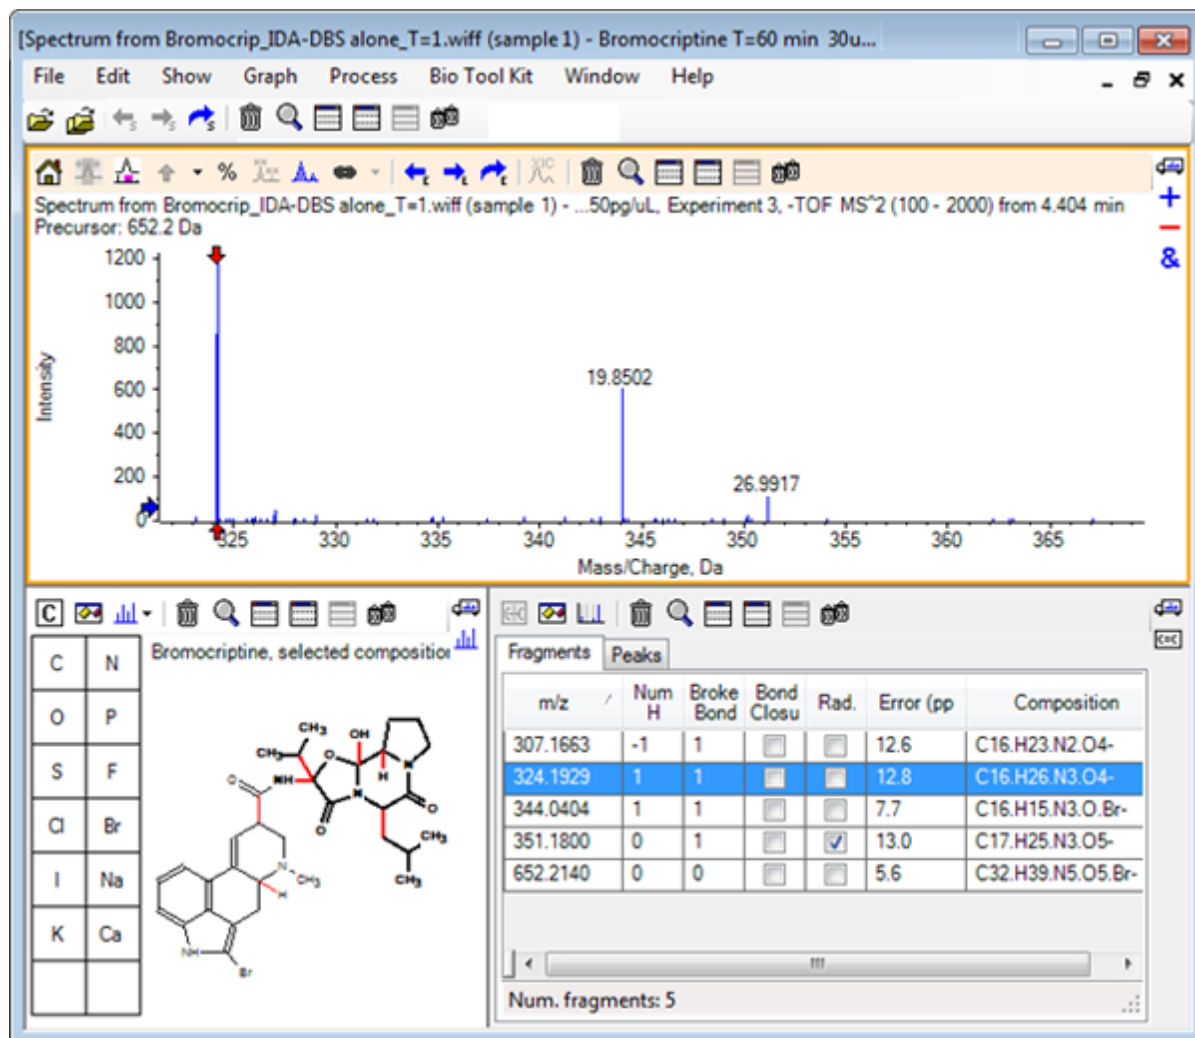 [Spectrum from Bromocrip_IDA-DBS alone_T=1.wiff (sample 1) - Bromocriptine T=60 min 30u...
File Edit Show Graph Process Bio Tool Kit Window Help
% XIC
Spectrum from Bromocrip_IDA-DBS alone_T=1.wiff (sample 1) - ...50pg/uL, Experiment 3, -TOF MS^2 (100 - 2000) from 4.404 min
Precursor: 652.2 Da
1200
1000
800
600
400
200
0
Intensity
19.8502
26.9917
325 330 335 340 345 350 355 360 365
Mass/Charge, Da
&
C
C N
O P
S F
Cl Br
I Na
K Ca
Bromocriptine, selected composition
CH3
CH3
OH
O
NH
H
N
N
O
O
O
CH3
CH3
N
CH3
H
NH
Br
Fragments Peaks
m/z Num H Broke Bond Bond Closu Rad. Error (pp Composition
307.1663 -1 1 12.6 C16.H23.N2.O4-
324.1929 1 1 12.8 C16.H26.N3.O4-
344.0404 1 1 7.7 C16.H15.N3.O.Br-
351.1800 0 1 13.0 C17.H25.N3.O5-
652.2140 0 0 5.6 C32.H39.N5.O5.Br-
Num. fragments: 5